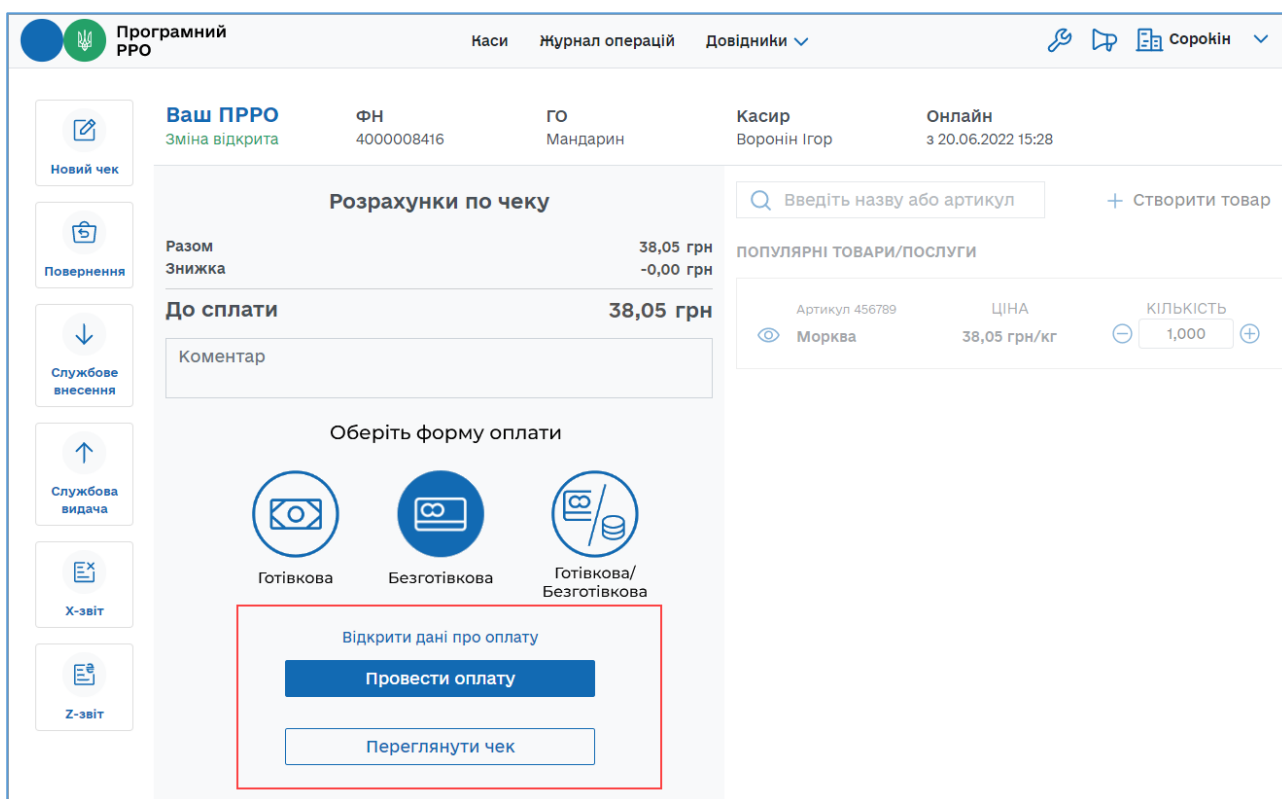 Програмний
РРО
Каси
Журнал операцій
Довідники
Сорокін
Новий чек
Повернення
Службове
внесення
Службова
видача
Х-звіт
Z-звіт
Ваш ПРРО
Зміна відкрита
ФН
4000008416
ГО
Мандарин
Касир
Воронін Ігор
Онлайн
з 20.06.2022 15:28
Розрахунки по чеку
Разом 38,05 грн
Знижка -0,00 грн
До сплати 38,05 грн
Коментар
Оберіть форму оплати
Готівкова
Безготівкова
Готівкова/
Безготівкова
Відкрити дані про оплату
Провести оплату
Переглянути чек
Введіть назву або артикул
+ Створити товар
ПОПУЛЯРНІ ТОВАРИ/ПОСЛУГИ
Артикул 456789
Морква
ЦІНА
38,05 грн/кг
КІЛЬКІСТЬ
1,000